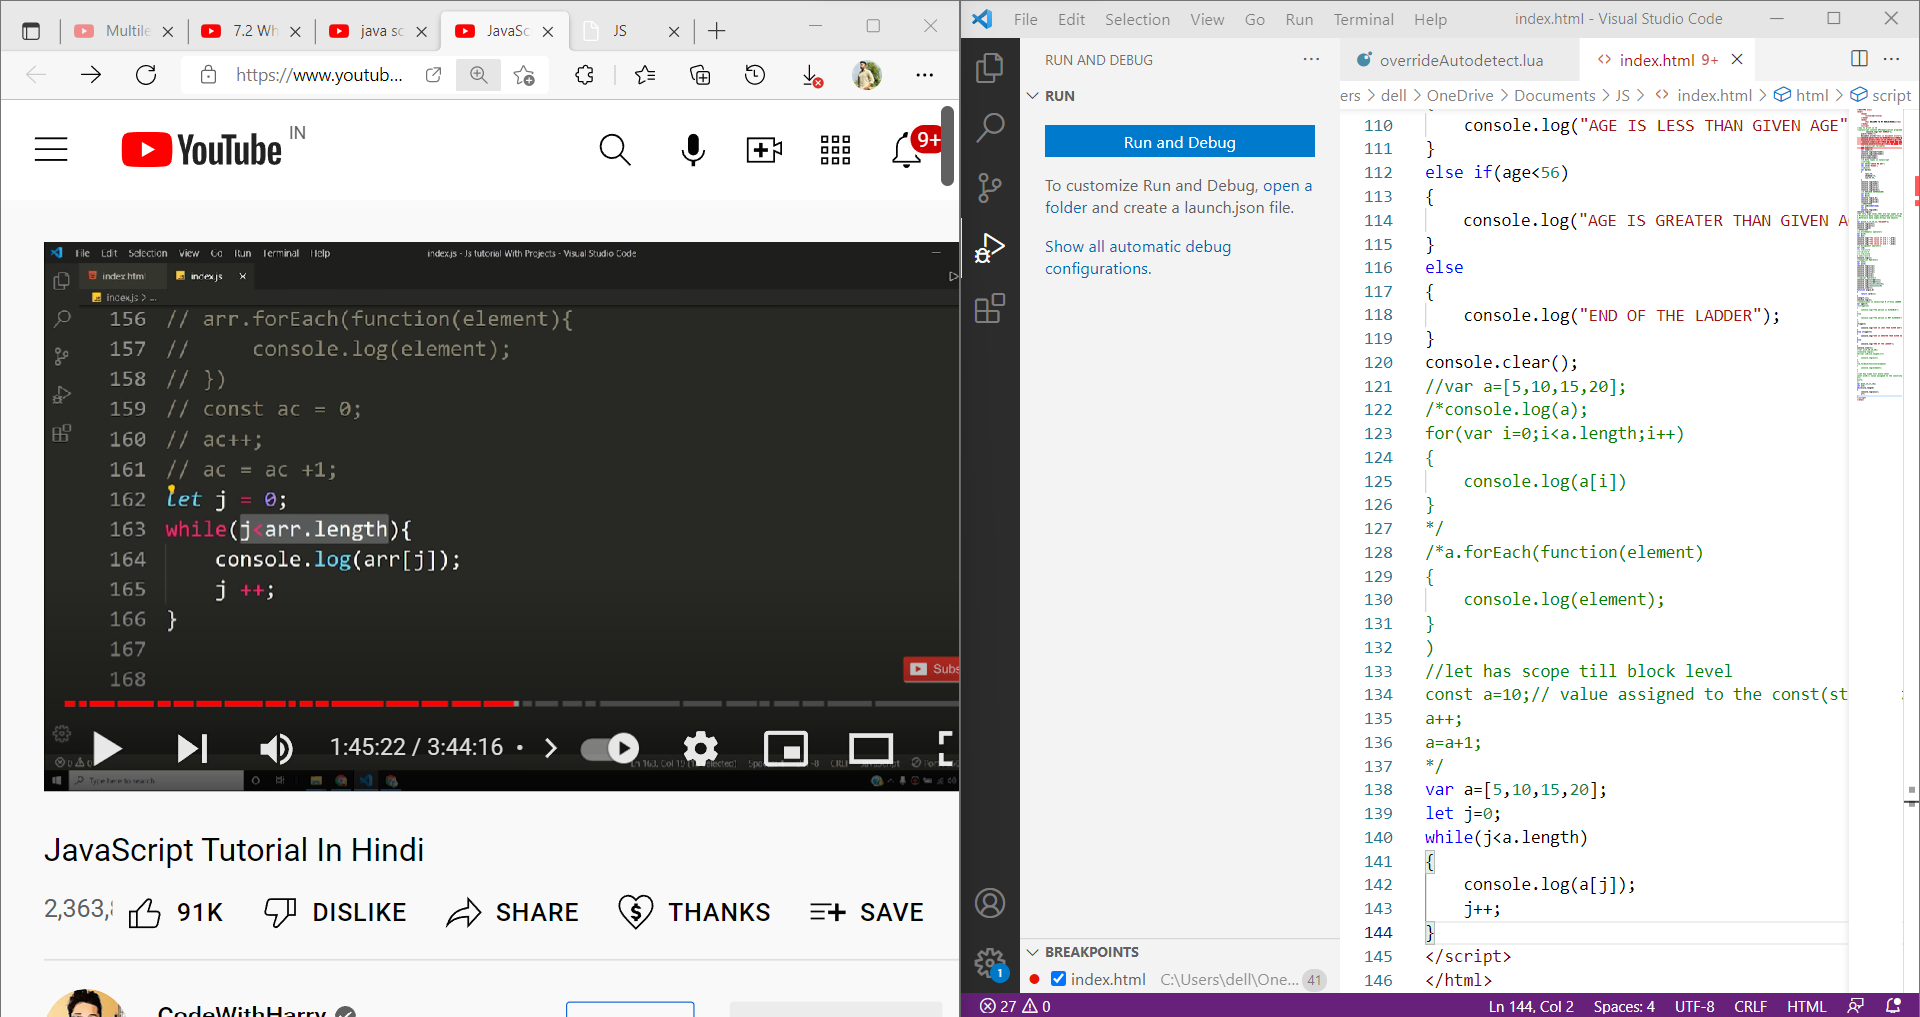 Multile
7.2 Wh
java sc
JavaSc
JS
https://www.youtub...
YouTube IN
9+
File Edit Selection View Go Run Terminal Help
index.js - Js tutorial With Projects - Visual Studio Code
index.html
index.js
index.js > ...
156 // arr.forEach(function(element){
157 //     console.log(element);
158 // })
159 // const ac = 0;
160 // ac++;
161 // ac = ac +1;
162 let j = 0;
163 while(j<arr.length){
164     console.log(arr[j]);
165     j ++;
166 }
167
168
Subs
1:45:22 / 3:44:16 •
Type here to search
JavaScript Tutorial In Hindi
2,363,
91K
DISLIKE
SHARE
THANKS
SAVE
CodeWithHarry
File Edit Selection View Go Run Terminal Help
index.html - Visual Studio Code
RUN AND DEBUG
RUN
Run and Debug
To customize Run and Debug, open a
folder and create a launch.json file.
Show all automatic debug
configurations.
BREAKPOINTS
index.html C:\Users\dell\One... 41
1
overrideAutodetect.lua
index.html 9+
ers > dell > OneDrive > Documents > JS > index.html > html > script
110     console.log("AGE IS LESS THAN GIVEN AGE"
111 }
112 else if(age<56)
113 {
114     console.log("AGE IS GREATER THAN GIVEN A
115 }
116 else
117 {
118     console.log("END OF THE LADDER");
119 }
120 console.clear();
121 //var a=[5,10,15,20];
122 /*console.log(a);
123 for(var i=0;i<a.length;i++)
124 {
125     console.log(a[i])
126 }
127 */
128 /*a.forEach(function(element)
129 {
130     console.log(element);
131 }
132 )
133 //let has scope till block level
134 const a=10;// value assigned to the const(st
135 a++;
136 a=a+1;
137 */
138 var a=[5,10,15,20];
139 let j=0;
140 while(j<a.length)
141 {
142     console.log(a[j]);
143     j++;
144 }
145 </script>
146 </html>
27 0
Ln 144, Col 2 Spaces: 4 UTF-8 CRLF HTML